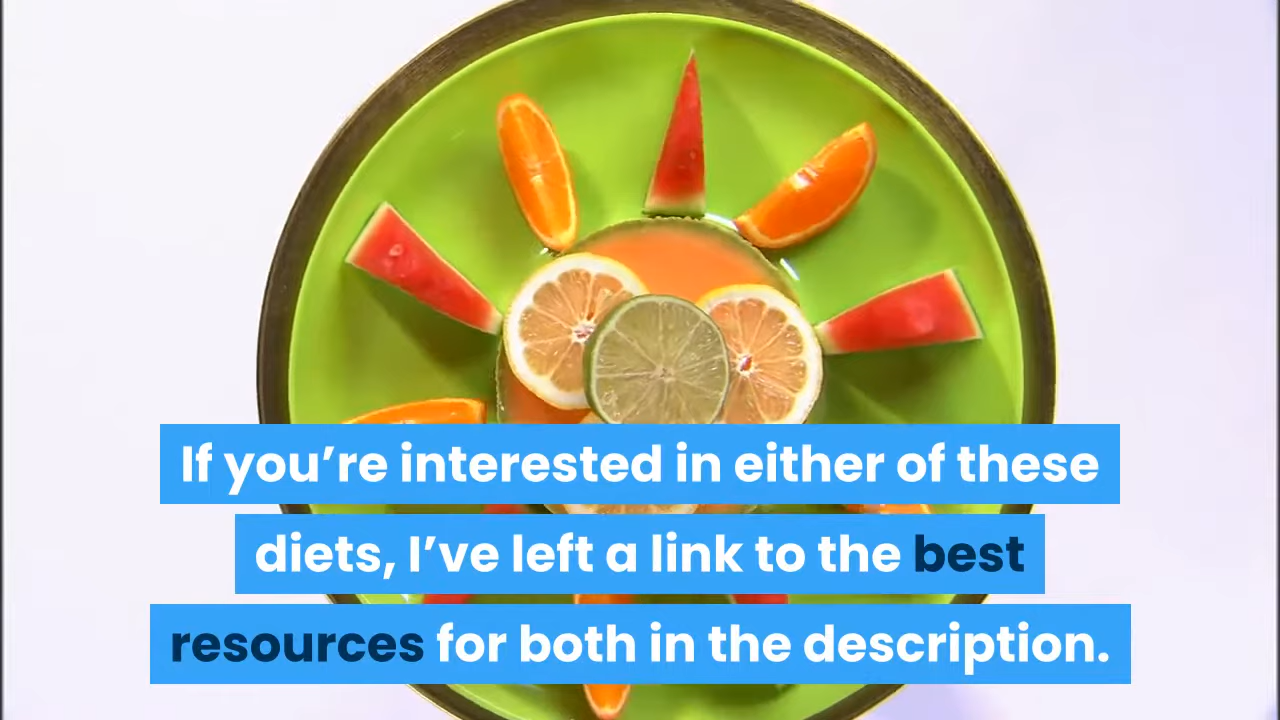 If you’re interested in either of these
diets, I’ve left a link to the best
resources for both in the description.